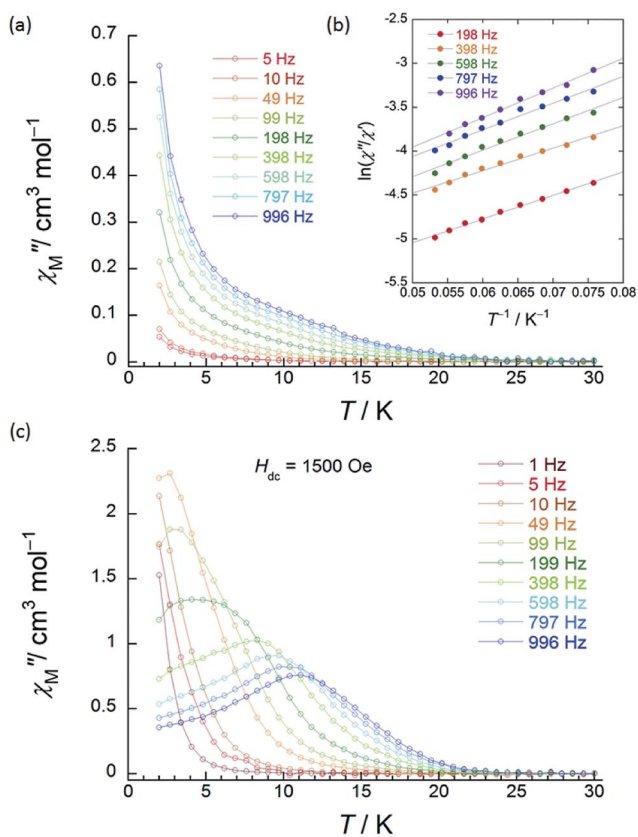 (a)
χM″/ cm³ mol⁻¹
0.7
0.6
0.5
0.4
0.3
0.2
0.1
0
5 Hz
10 Hz
49 Hz
99 Hz
198 Hz
398 Hz
598 Hz
797 Hz
996 Hz
0 5 10 15 20 25 30
T / K
(b)
ln(χ″/χ′)
-2.5
-3
-3.5
-4
-4.5
-5
-5.5
198 Hz
398 Hz
598 Hz
797 Hz
996 Hz
0.05 0.055 0.06 0.065 0.07 0.075 0.08
T⁻¹ / K⁻¹
(c)
χM″/ cm³ mol⁻¹
2.5
2
1.5
1
0.5
0
Hdc = 1500 Oe
1 Hz
5 Hz
10 Hz
49 Hz
99 Hz
199 Hz
398 Hz
598 Hz
797 Hz
996 Hz
0 5 10 15 20 25 30
T / K